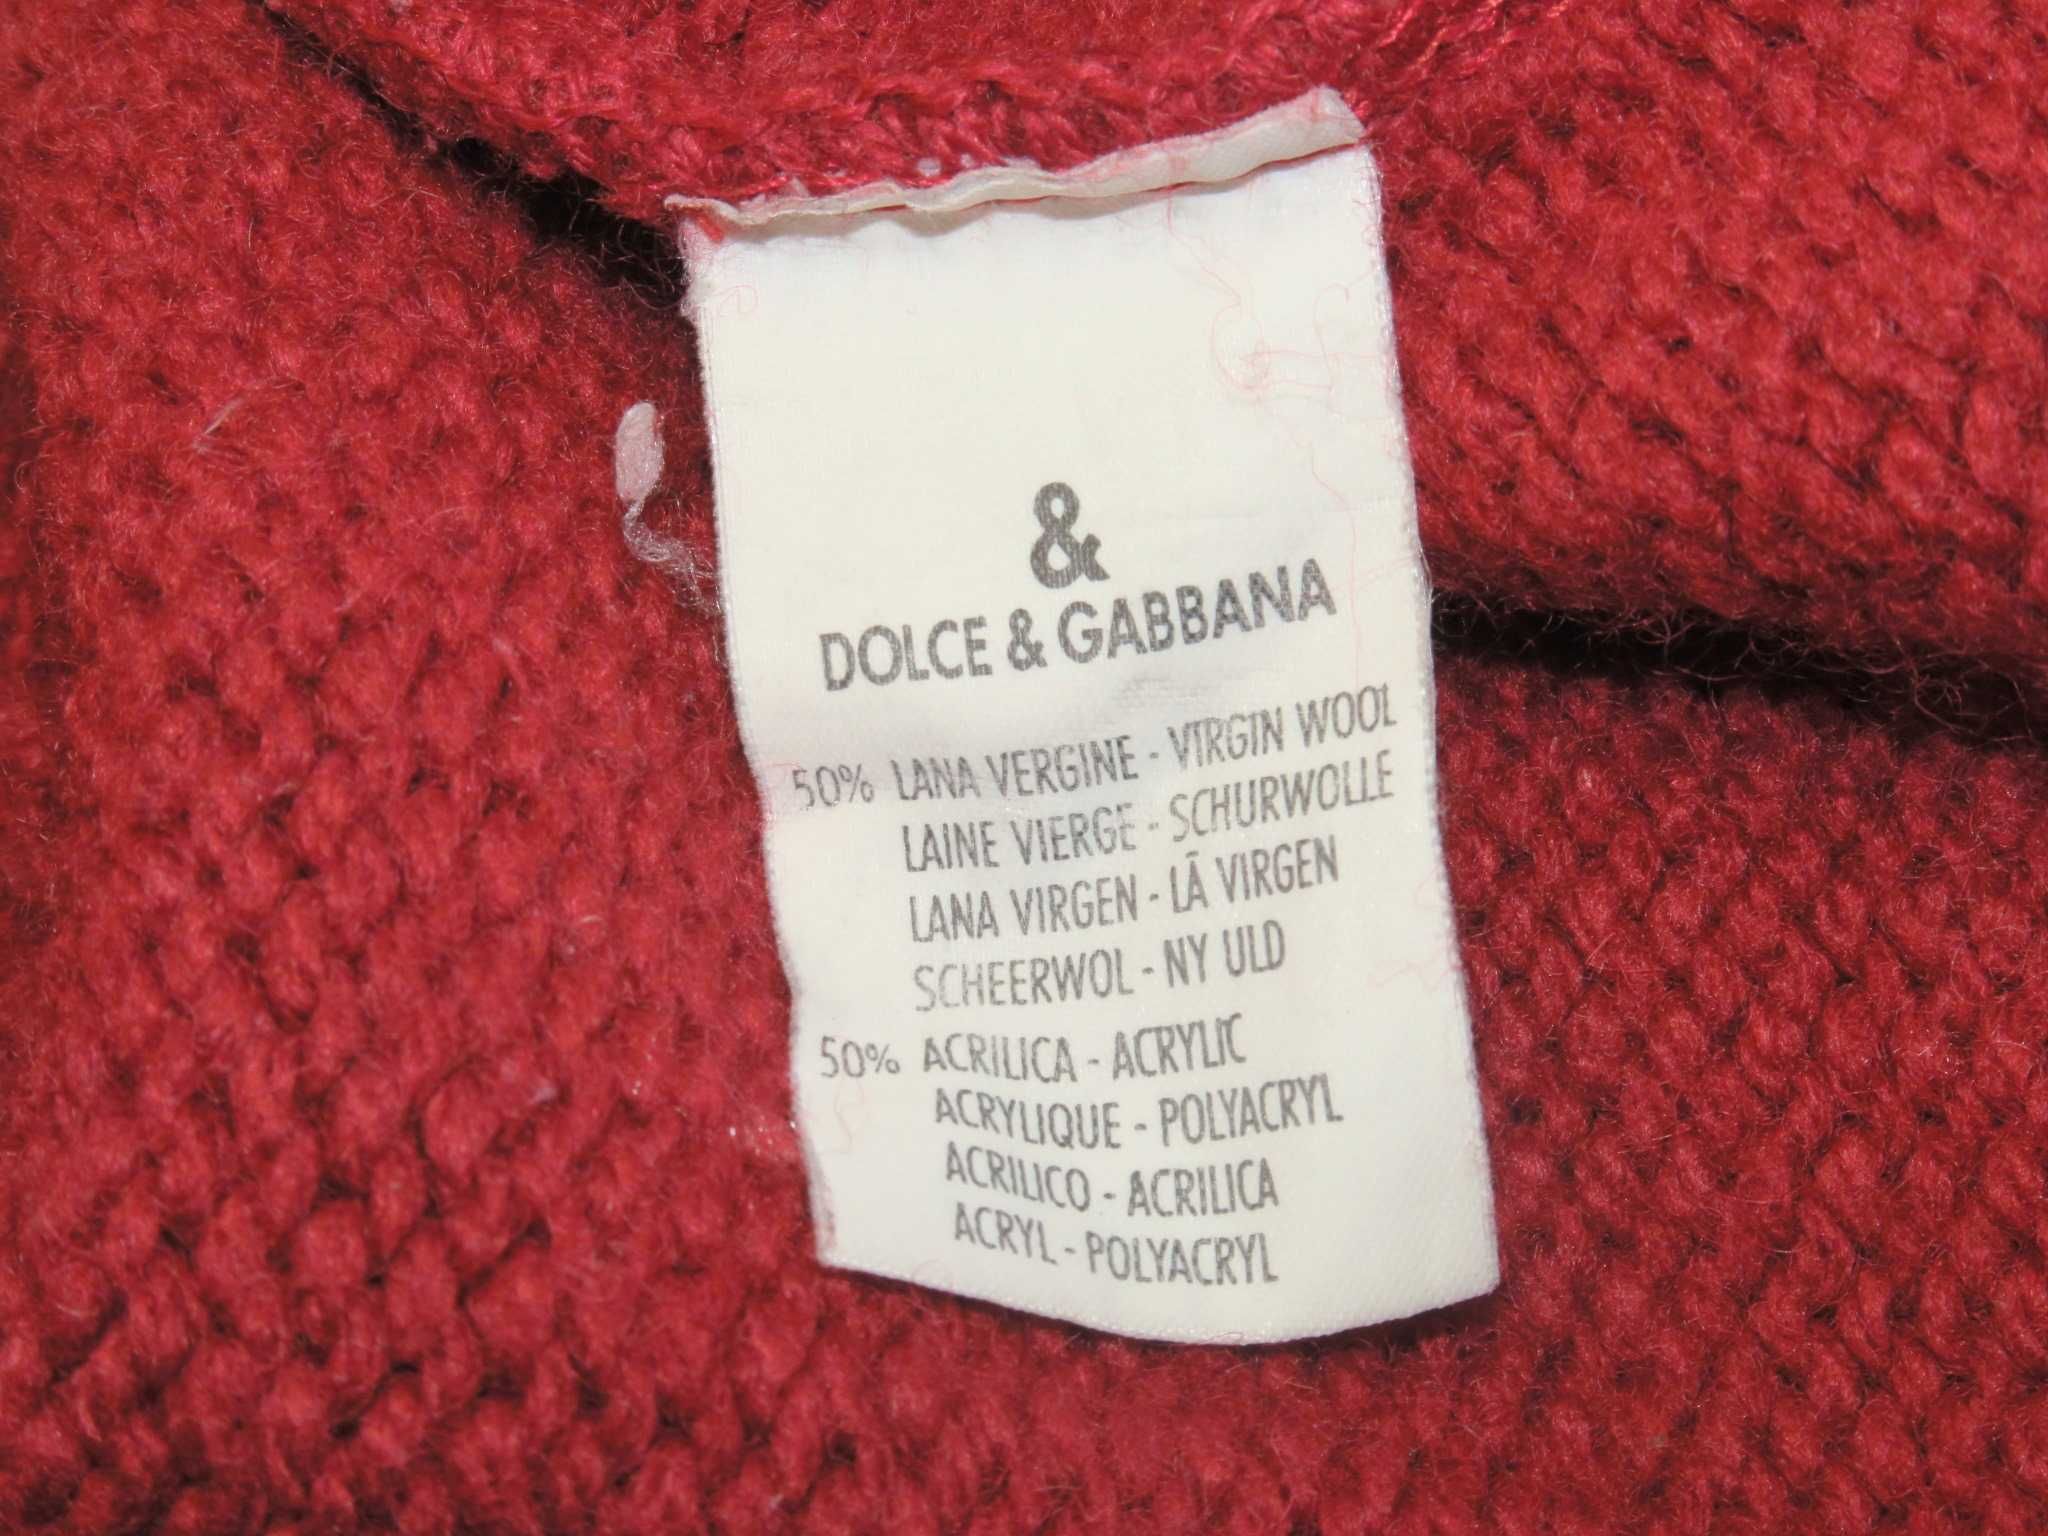 &
DOLCE & GABBANA
50% LANA VERGINE - VIRGIN WOOL
LAINE VIERGE - SCHURWOLLE
LANA VIRGEN - LÃ VIRGEN
SCHEERWOL - NY ULD
50% ACRILICA - ACRYLIC
ACRYLIQUE - POLYACRYL
ACRILICO - ACRILICA
ACRYL - POLYACRYL